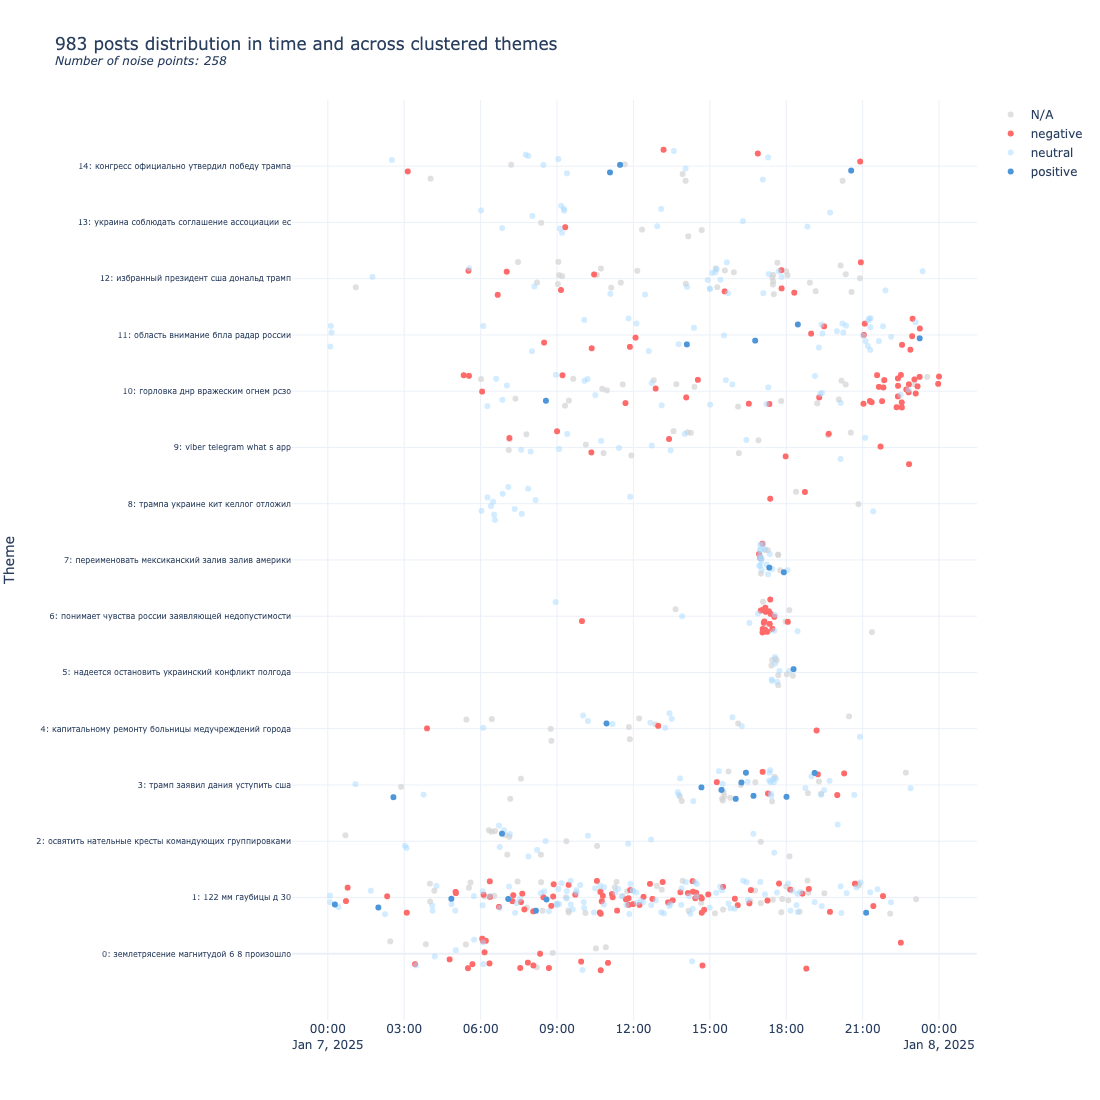 983 posts distribution in time and across clustered themes
Number of noise points: 258
N/A
negative
neutral
positive
14: конгресс официально утвердил победу трампа
13: украина соблюдать соглашение ассоциации ес
12: избранный президент сша дональд трамп
11: область внимание бпла радар россии
10: горловка днр вражеским огнем рсзо
9: viber telegram what s app
8: трампа украине кит келлог отложил
7: переименовать мексиканский залив залив америки
6: понимает чувства россии заявляющей недопустимости
5: надеется остановить украинский конфликт полгода
4: капитальному ремонту больницы медучреждений города
3: трамп заявил дания уступить сша
2: освятить нательные кресты командующих группировками
1: 122 мм гаубицы д 30
0: землетрясение магнитудой 6 8 произошло
Theme
00:00 03:00 06:00 09:00 12:00 15:00 18:00 21:00 00:00
Jan 7, 2025 Jan 8, 2025